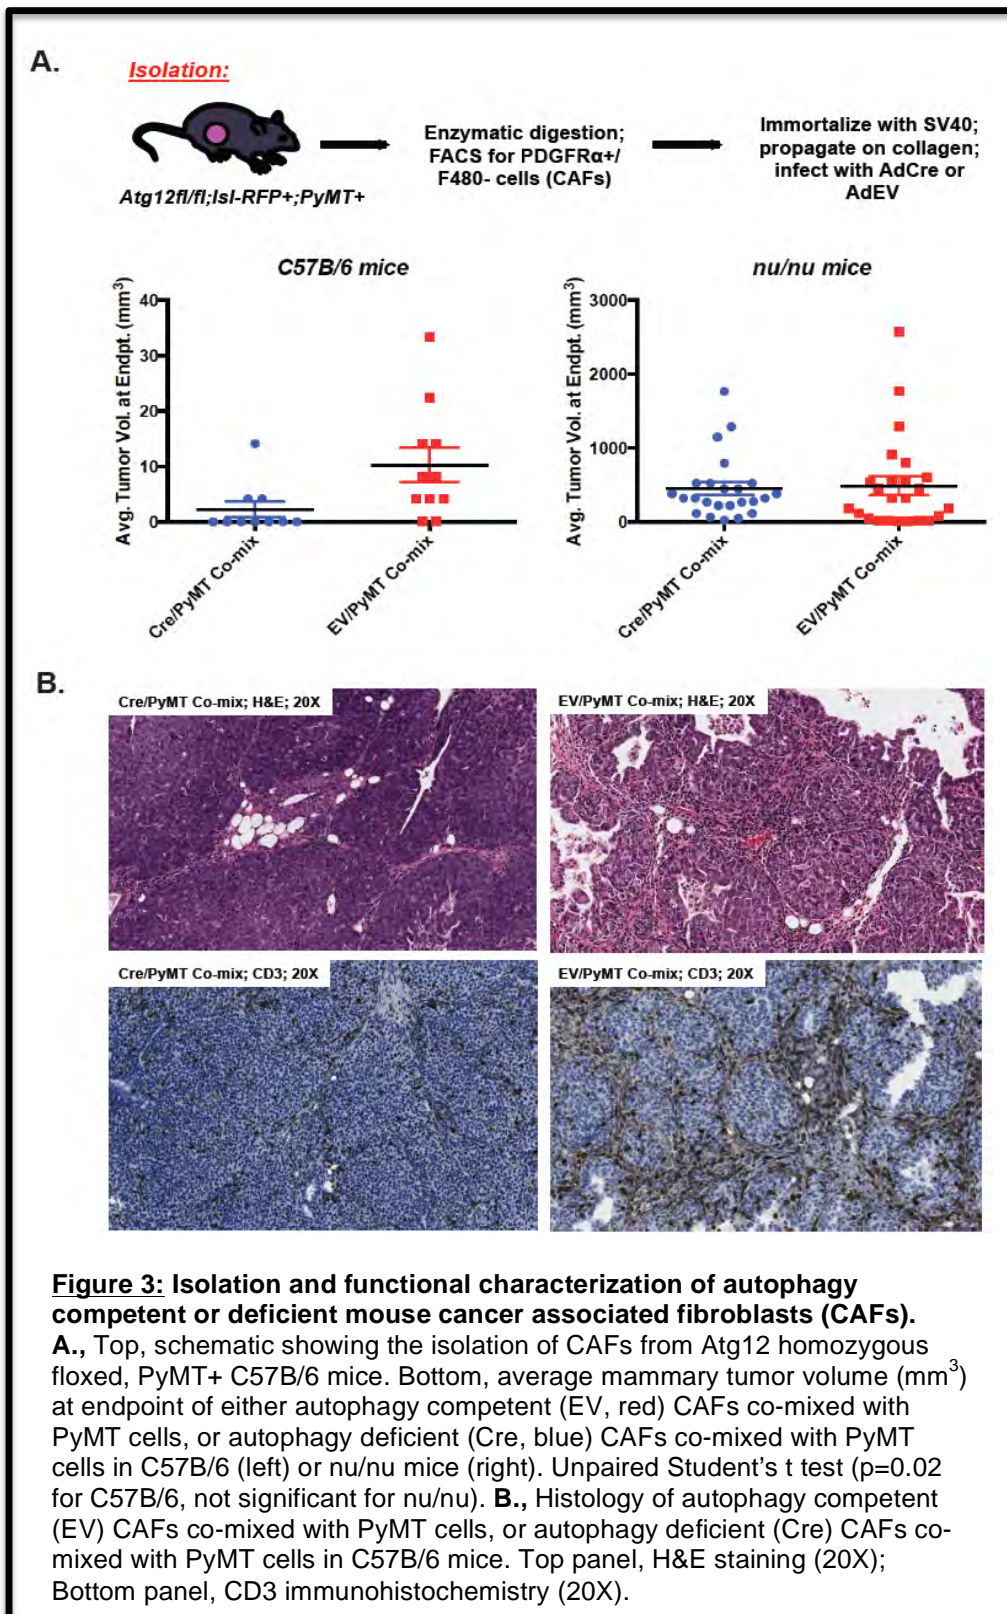 A.
Isolation:
Atg12fl/fl;lsl-RFP+;PyMT+
Enzymatic digestion;
FACS for PDGFRα+/
F480- cells (CAFs)
Immortalize with SV40;
propagate on collagen;
infect with AdCre or
AdEV
C57B/6 mice
Avg. Tumor Vol. at Endpt. (mm³)
40
30
20
10
0
Cre/PyMT Co-mix
EV/PyMT Co-mix
nu/nu mice
Avg. Tumor Vol. at Endpt. (mm³)
3000
2000
1000
0
Cre/PyMT Co-mix
EV/PyMT Co-mix
B.
Cre/PyMT Co-mix; H&E; 20X
EV/PyMT Co-mix; H&E; 20X
Cre/PyMT Co-mix; CD3; 20X
EV/PyMT Co-mix; CD3; 20X
Figure 3: Isolation and functional characterization of autophagy
competent or deficient mouse cancer associated fibroblasts (CAFs).
A., Top, schematic showing the isolation of CAFs from Atg12 homozygous
floxed, PyMT+ C57B/6 mice. Bottom, average mammary tumor volume (mm³)
at endpoint of either autophagy competent (EV, red) CAFs co-mixed with
PyMT cells, or autophagy deficient (Cre, blue) CAFs co-mixed with PyMT
cells in C57B/6 (left) or nu/nu mice (right). Unpaired Student's t test (p=0.02
for C57B/6, not significant for nu/nu). B., Histology of autophagy competent
(EV) CAFs co-mixed with PyMT cells, or autophagy deficient (Cre) CAFs co-
mixed with PyMT cells in C57B/6 mice. Top panel, H&E staining (20X);
Bottom panel, CD3 immunohistochemistry (20X).